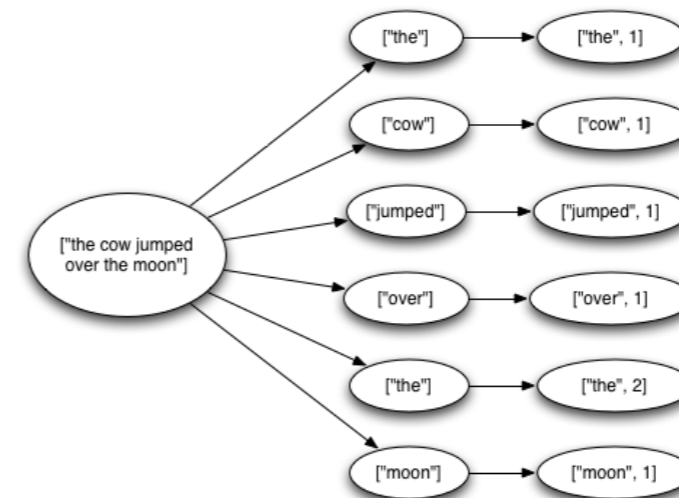 ["the"]
["the", 1]
["cow"]
["cow", 1]
["jumped"]
["jumped", 1]
["the cow jumped
over the moon"]
["over"]
["over", 1]
["the"]
["the", 2]
["moon"]
["moon", 1]